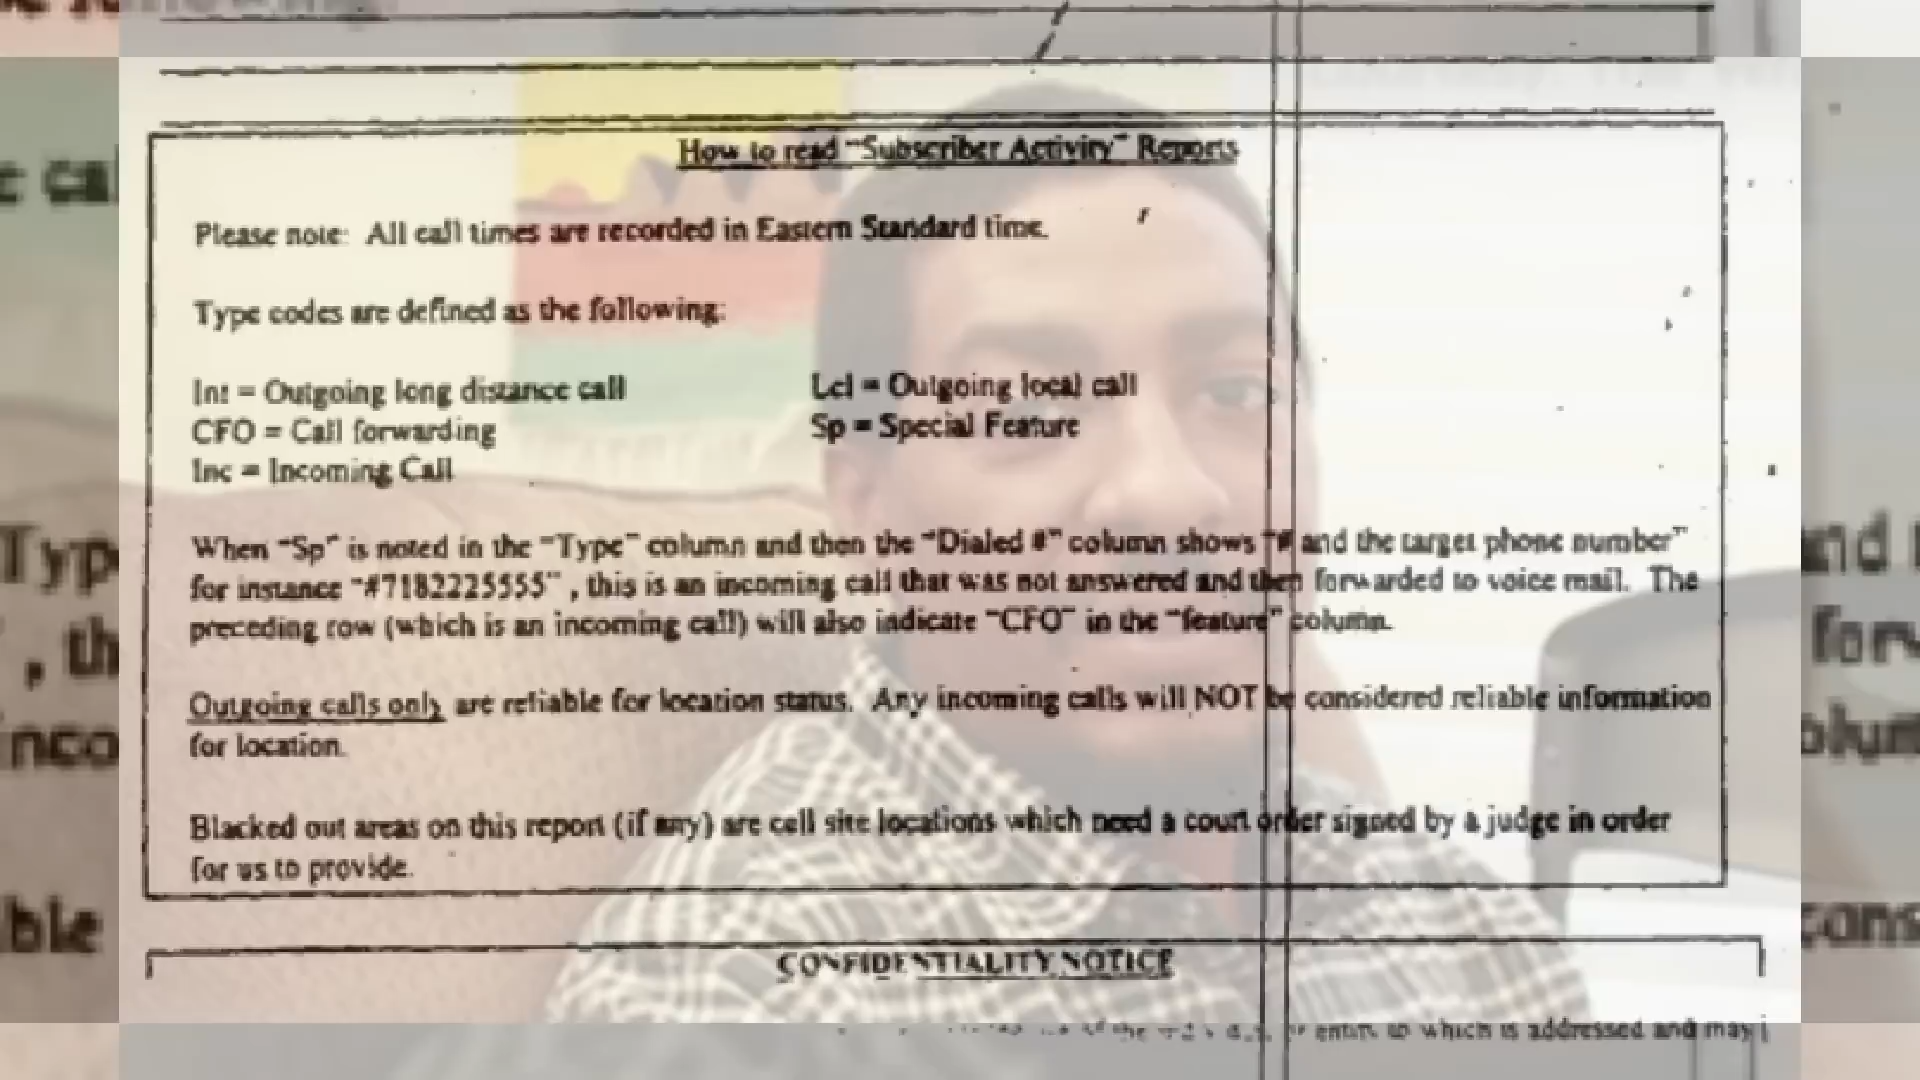 How to read "Subscriber Activity" Reports
Please note: All call times are recorded in Eastern Standard time.
Type codes are defined as the following:
Int = Outgoing long distance call
Lcl = Outgoing local call
CFO = Call forwarding
Sp = Special Feature
Inc = Incoming Call
When "Sp" is noted in the "Type" column and then the "Dialed #" column shows "# and the target phone number"
for instance "#7182225555" , this is an incoming call that was not answered and then forwarded to voice mail. The
preceding row (which is an incoming call) will also indicate "CFO" in the "feature" column.
Outgoing calls only are reliable for location status. Any incoming calls will NOT be considered reliable information
for location.
Blacked out areas on this report (if any) are cell site locations which need a court order signed by a judge in order
for us to provide.
CONFIDENTIALITY NOTICE
which is addressed and may